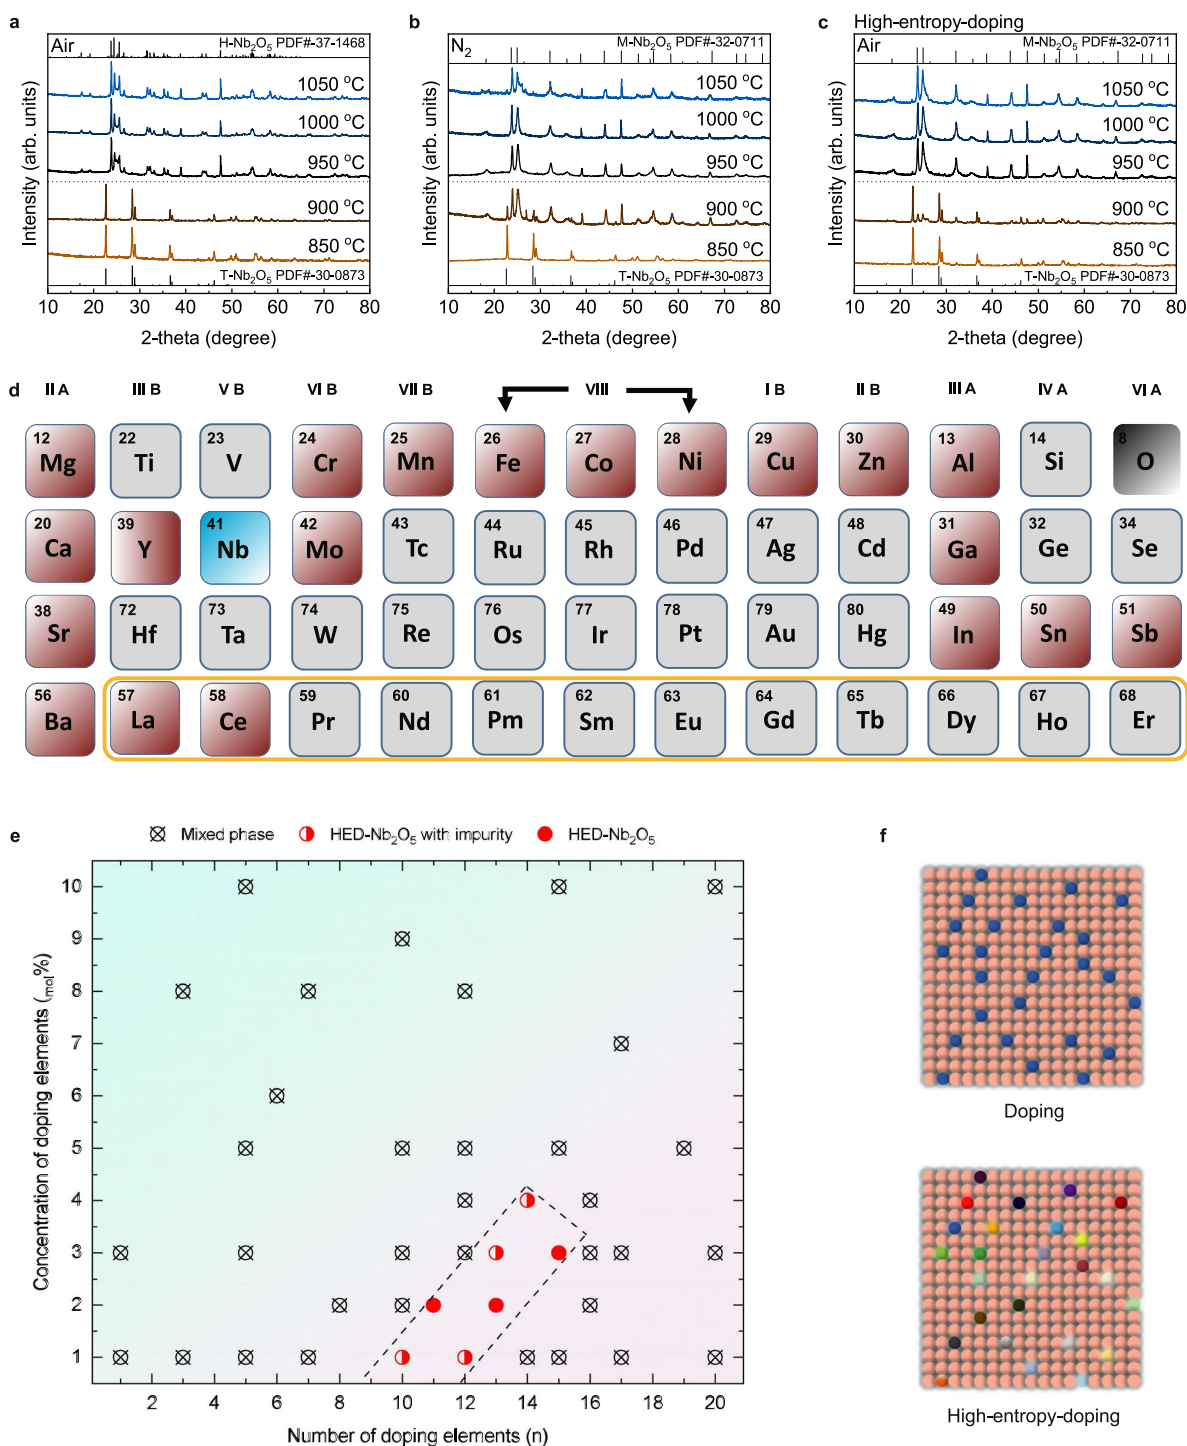 a
Air
H-Nb₂O₅ PDF#-37-1468
1050 °C
1000 °C
950 °C
900 °C
850 °C
T-Nb₂O₅ PDF#-30-0873
10 20 30 40 50 60 70 80
2-theta (degree)
Intensity (arb. units)
b
N₂
M-Nb₂O₅ PDF#-32-0711
1050 °C
1000 °C
950 °C
900 °C
850 °C
T-Nb₂O₅ PDF#-30-0873
10 20 30 40 50 60 70 80
2-theta (degree)
Intensity (arb. units)
c
High-entropy-doping
Air
M-Nb₂O₅ PDF#-32-0711
1050 °C
1000 °C
950 °C
900 °C
850 °C
T-Nb₂O₅ PDF#-30-0873
10 20 30 40 50 60 70 80
2-theta (degree)
Intensity (arb. units)
d
II A III B V B VI B VII B VIII I B II B III A IV A VI A
12 22 23 24 25 26 27 28 29 30 13 14 8
Mg Ti V Cr Mn Fe Co Ni Cu Zn Al Si O
20 39 41 42 43 44 45 46 47 48 31 32 34
Ca Y Nb Mo Tc Ru Rh Pd Ag Cd Ga Ge Se
38 72 73 74 75 76 77 78 79 80 49 50 51
Sr Hf Ta W Re Os Ir Pt Au Hg In Sn Sb
56 57 58 59 60 61 62 63 64 65 66 67 68
Ba La Ce Pr Nd Pm Sm Eu Gd Tb Dy Ho Er
e
Mixed phase HED-Nb₂O₅ with impurity HED-Nb₂O₅
Concentration of doping elements (mol%)
10
9
8
7
6
5
4
3
2
1
2 4 6 8 10 12 14 16 18 20
Number of doping elements (n)
f
Doping
High-entropy-doping